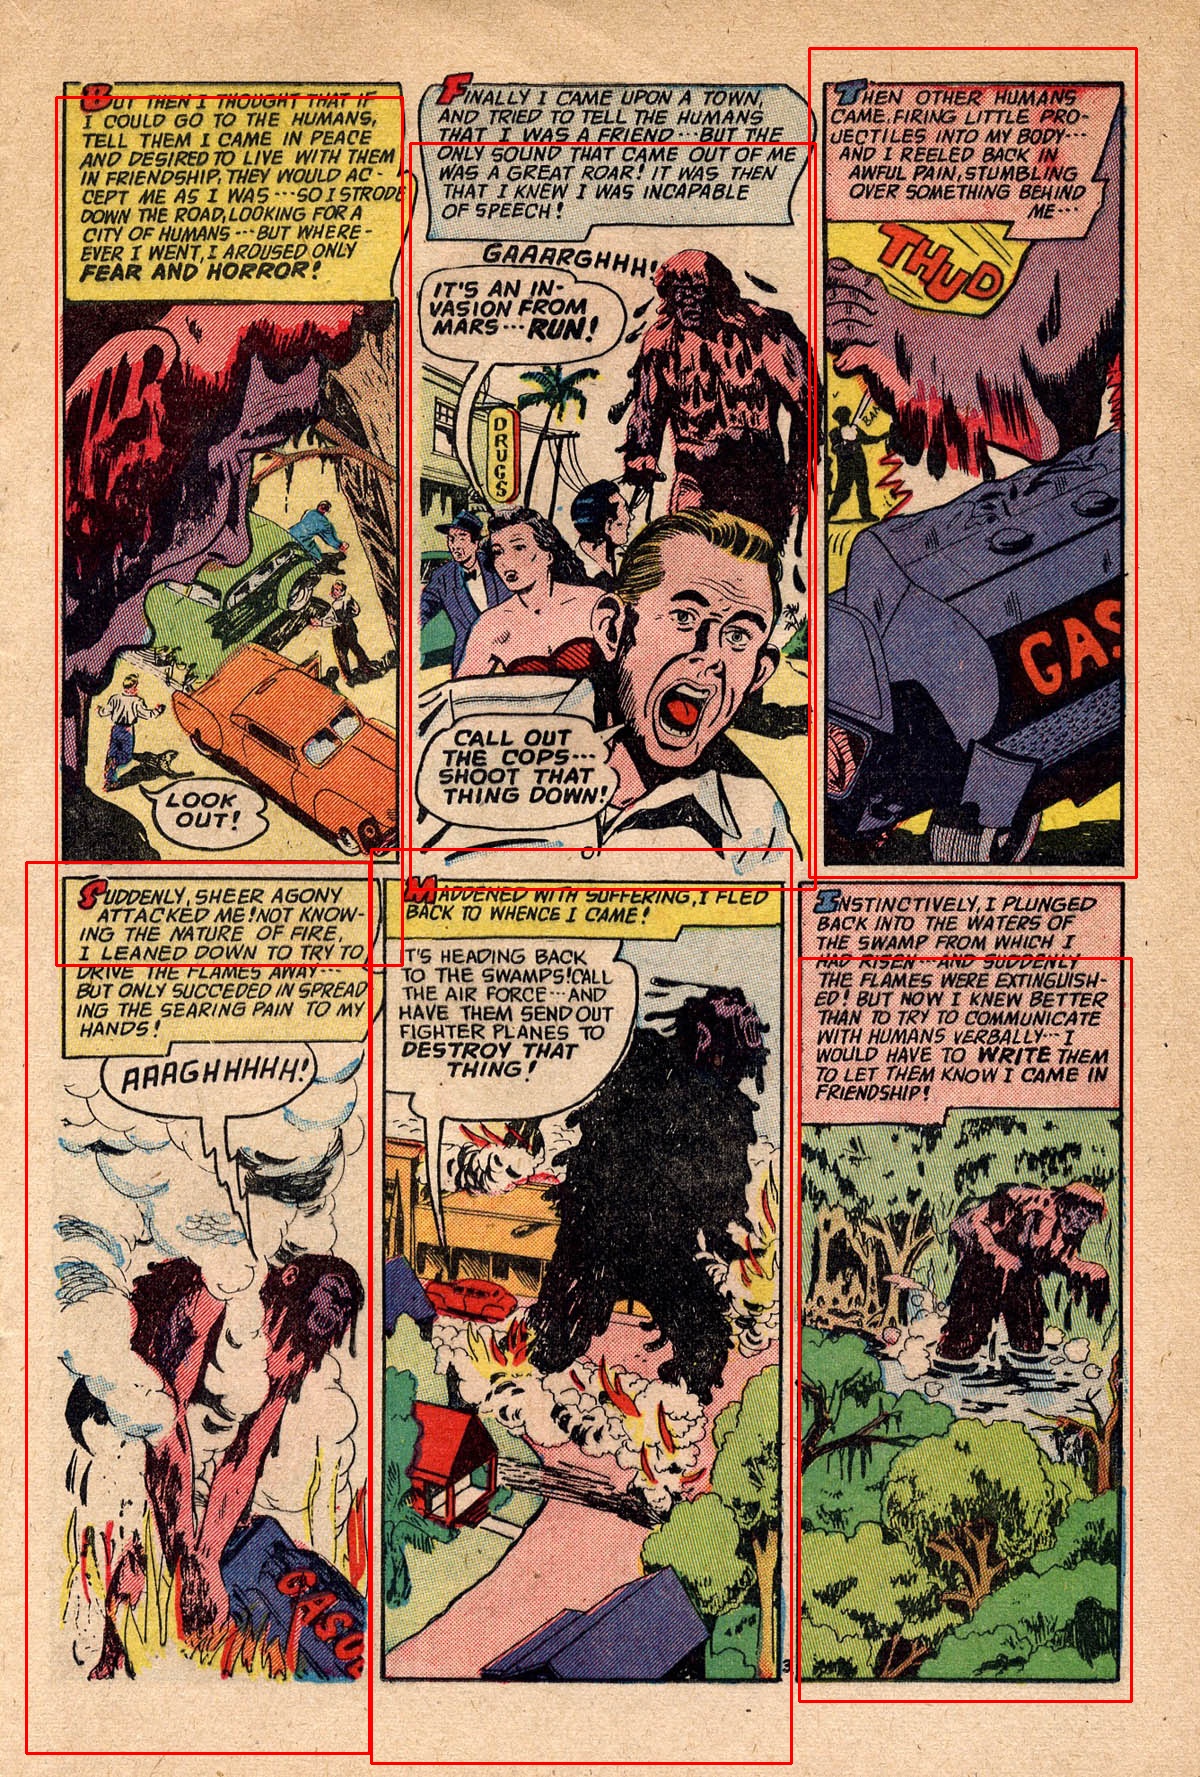 BUT THEN I THOUGHT THAT IF
I COULD GO TO THE HUMANS,
TELL THEM I CAME IN PEACE
AND DESIRED TO LIVE WITH THEM
IN FRIENDSHIP, THEY WOULD AC-
CEPT ME AS I WAS---SO I STRODE
DOWN THE ROAD, LOOKING FOR A
CITY OF HUMANS---BUT WHERE-
EVER I WENT, I AROUSED ONLY
FEAR AND HORROR!
LOOK
OUT!
FINALLY I CAME UPON A TOWN,
AND TRIED TO TELL THE HUMANS
THAT I WAS A FRIEND---BUT THE
ONLY SOUND THAT CAME OUT OF ME
WAS A GREAT ROAR! IT WAS THEN
THAT I KNEW I WAS INCAPABLE
OF SPEECH!
GAAARGHHH!
IT'S AN IN-
VASION FROM
MARS---RUN!
DRUGS
CALL OUT
THE COPS---
SHOOT THAT
THING DOWN!
THEN OTHER HUMANS
CAME, FIRING LITTLE PRO-
JECTILES INTO MY BODY---
AND I REELED BACK IN
AWFUL PAIN, STUMBLING
OVER SOMETHING BEHIND
ME---
THUD
BAN
GAS
SUDDENLY, SHEER AGONY
ATTACKED ME! NOT KNOW-
ING THE NATURE OF FIRE,
I LEANED DOWN TO TRY TO
DRIVE THE FLAMES AWAY---
BUT ONLY SUCCEDED IN SPREAD
ING THE SEARING PAIN TO MY
HANDS!
AAAGHHHHH!
GASO
MADDENED WITH SUFFERING, I FLED
BACK TO WHENCE I CAME!
T'S HEADING BACK
TO THE SWAMPS! CALL
THE AIR FORCE---AND
HAVE THEM SEND OUT
FIGHTER PLANES TO
DESTROY THAT
THING!
3
INSTINCTIVELY, I PLUNGED
BACK INTO THE WATERS OF
THE SWAMP FROM WHICH I
HAD RISEN---AND SUDDENLY
THE FLAMES WERE EXTINGUISH-
ED! BUT NOW I KNEW BETTER
THAN TO TRY TO COMMUNICATE
WITH HUMANS VERBALLY---I
WOULD HAVE TO WRITE THEM
TO LET THEM KNOW I CAME IN
FRIENDSHIP!